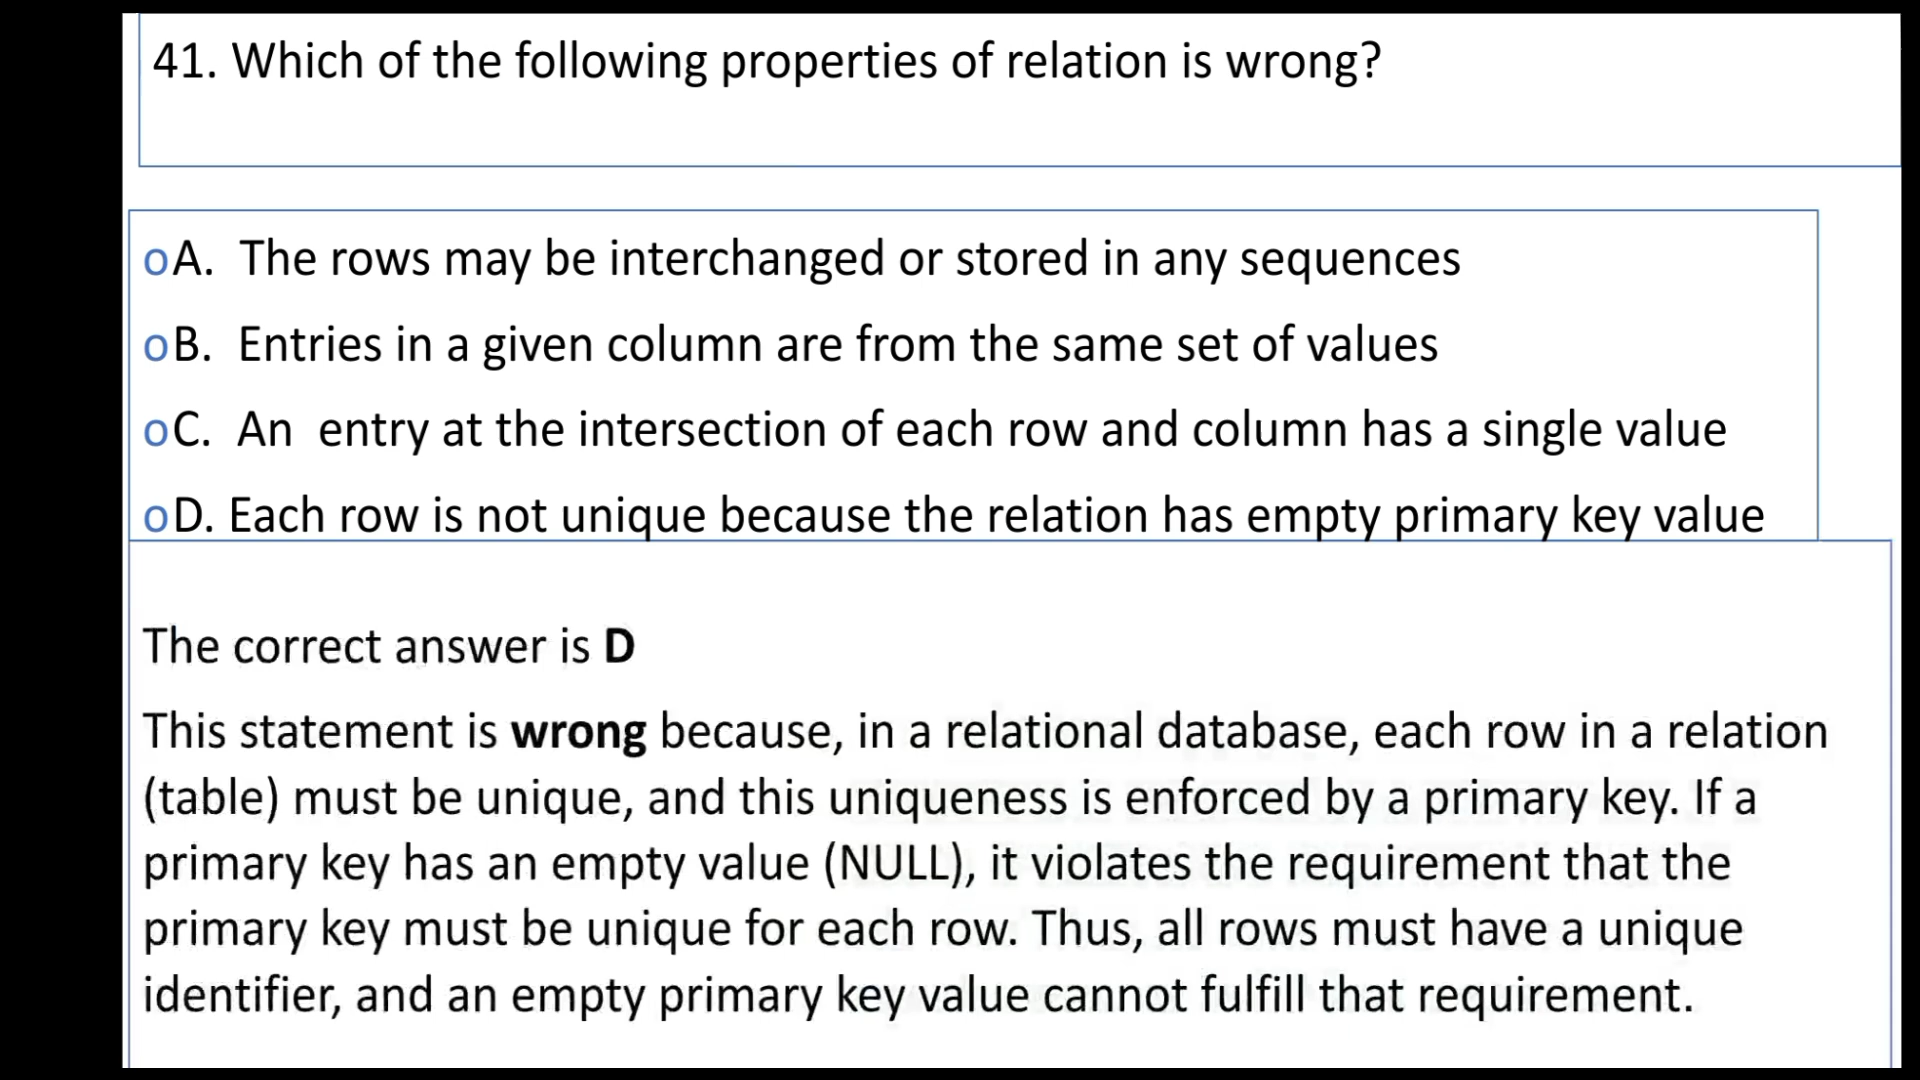 41. Which of the following properties of relation is wrong?
oA. The rows may be interchanged or stored in any sequences
oB. Entries in a given column are from the same set of values
oC. An entry at the intersection of each row and column has a single value
oD. Each row is not unique because the relation has empty primary key value
The correct answer is D
This statement is wrong because, in a relational database, each row in a relation
(table) must be unique, and this uniqueness is enforced by a primary key. If a
primary key has an empty value (NULL), it violates the requirement that the
primary key must be unique for each row. Thus, all rows must have a unique
identifier, and an empty primary key value cannot fulfill that requirement.